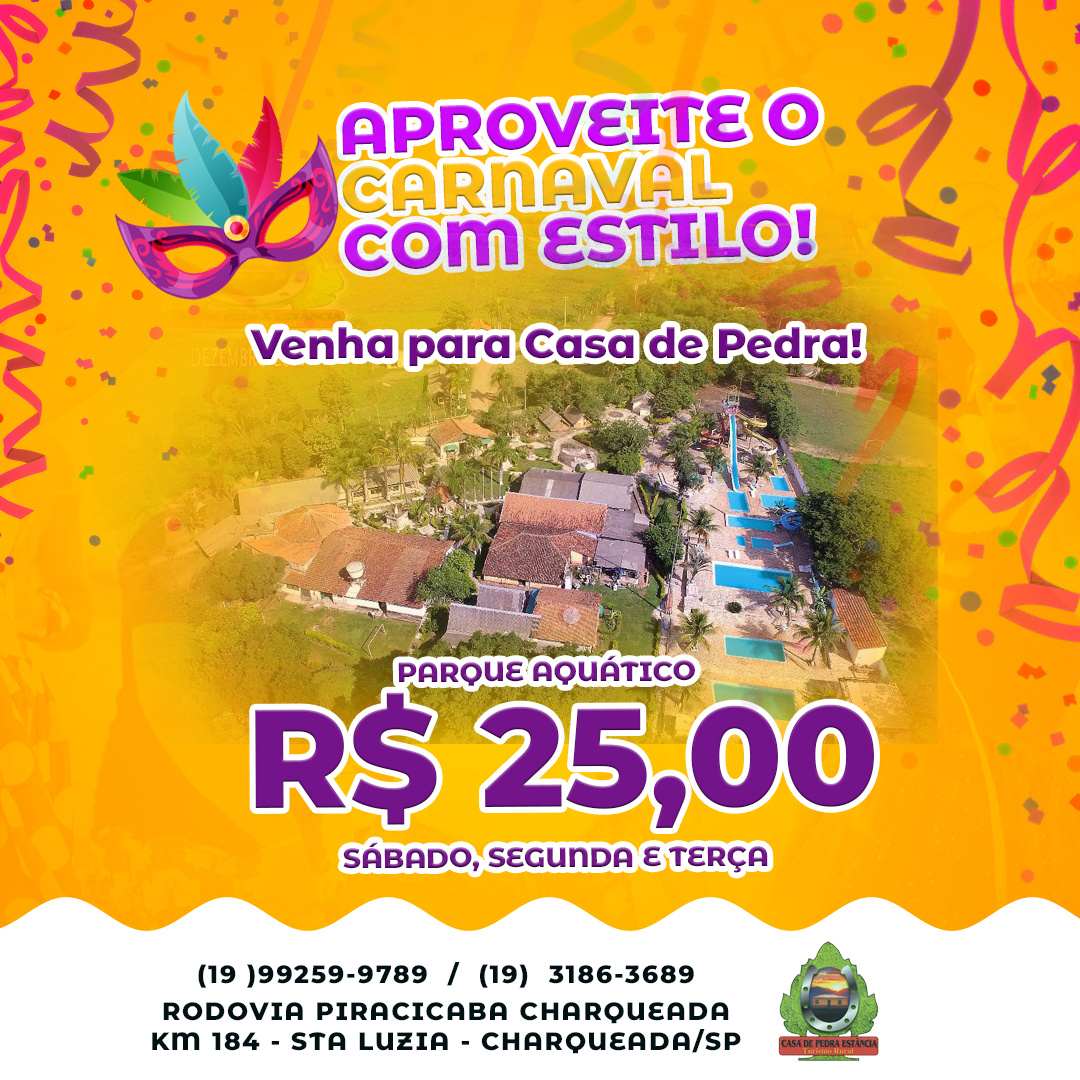 APROVEITE O
CARNAVAL
COM ESTILO!
Venha para Casa de Pedra!
PARQUE AQUÁTICO
R$ 25,00
SÁBADO, SEGUNDA E TERÇA
(19 )99259-9789 / (19) 3186-3689
RODOVIA PIRACICABA CHARQUEADA
KM 184 - STA LUZIA - CHARQUEADA/SP
CASA DE PEDRA ESTÂNCIA
Turismo Rural